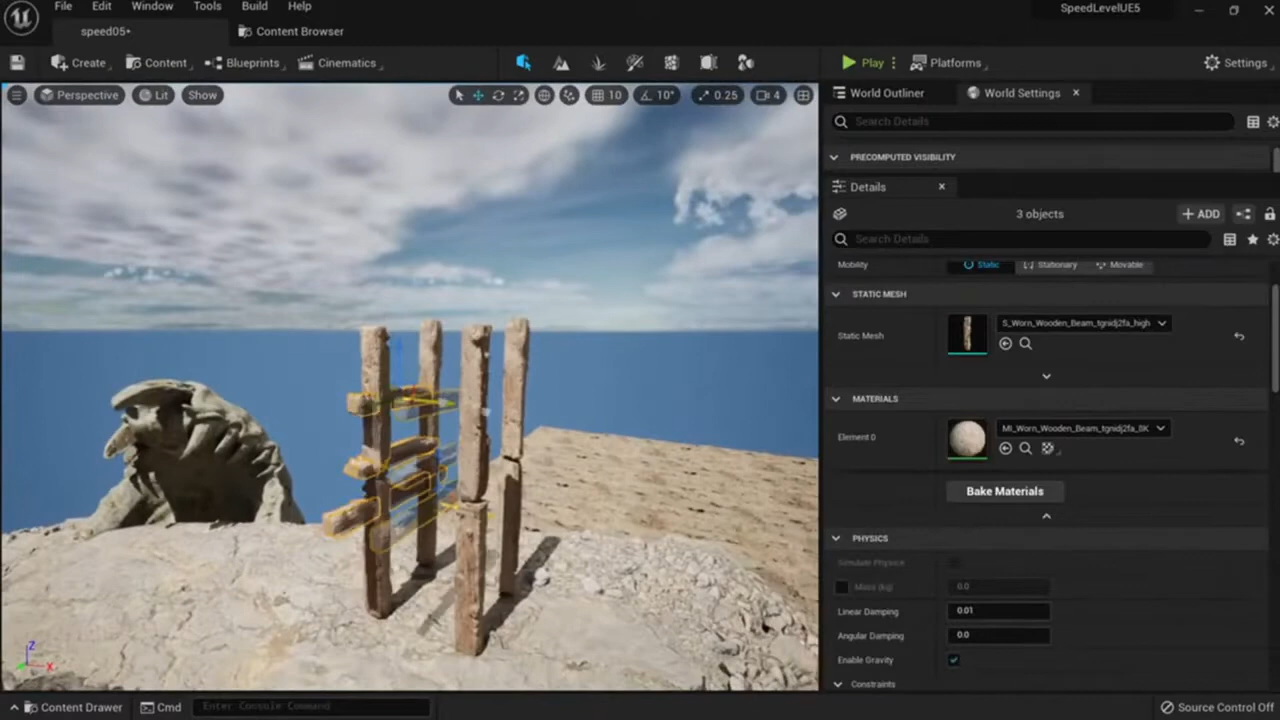 File Edit Window Tools Build Help SpeedLevelUE5
speed05• Content Browser
Create Content Blueprints Cinematics Play Platforms Settings
Perspective Lit Show 10 10° 0.25 4
World Outliner World Settings
Search Details
PRECOMPUTED VISIBILITY
Details
3 objects + ADD
Search Details
Mobility Static Stationary Movable
STATIC MESH
Static Mesh S_Worn_Wooden_Beam_tgnidj2fa_high
MATERIALS
Element 0 MI_Worn_Wooden_Beam_tgnidj2fa_8K
Bake Materials
PHYSICS
Simulate Physics
Mass (kg) 0.0
Linear Damping 0.01
Angular Damping 0.0
Enable Gravity
Constraints
Z
X
Content Drawer Cmd Enter Console Command Source Control Off